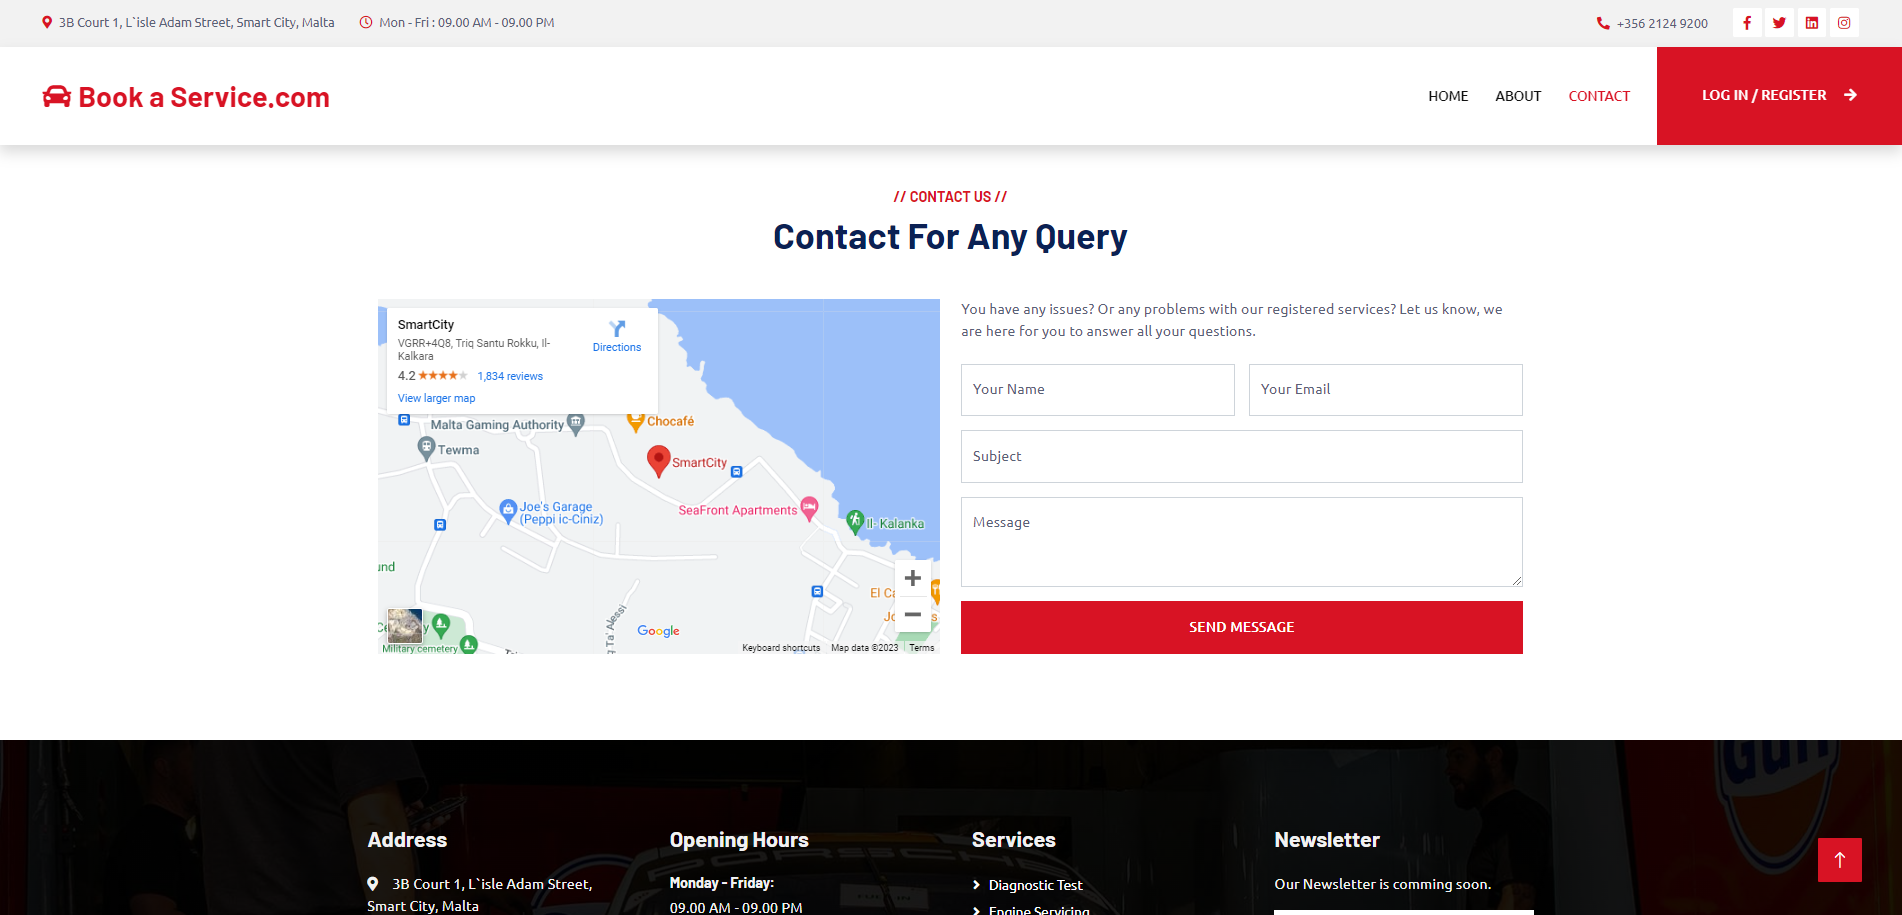 3B Court 1, L`isle Adam Street, Smart City, Malta
Mon - Fri : 09.00 AM - 09.00 PM
+356 2124 9200
Book a Service.com
HOME
ABOUT
CONTACT
LOG IN / REGISTER
// CONTACT US //
Contact For Any Query
SmartCity
VGRR+4Q8, Triq Santu Rokku, Il-
Kalkara
4.2
1,834 reviews
View larger map
Directions
Malta Gaming Authority
Chocafé
Tewma
SmartCity
Joe's Garage
(Peppi ic-Ciniz)
SeaFront Apartments
Il- Kalanka
und
El Ca
Military cemetery
Ta' Alessi
Google
Keyboard shortcuts
Map data ©2023
Terms
You have any issues? Or any problems with our registered services? Let us know, we
are here for you to answer all your questions.
Your Name
Your Email
Subject
Message
SEND MESSAGE
Address
3B Court 1, L`isle Adam Street,
Smart City, Malta
Opening Hours
Monday - Friday:
09.00 AM - 09.00 PM
Services
Diagnostic Test
Engine Servicing
Newsletter
Our Newsletter is comming soon.
PORSCHE